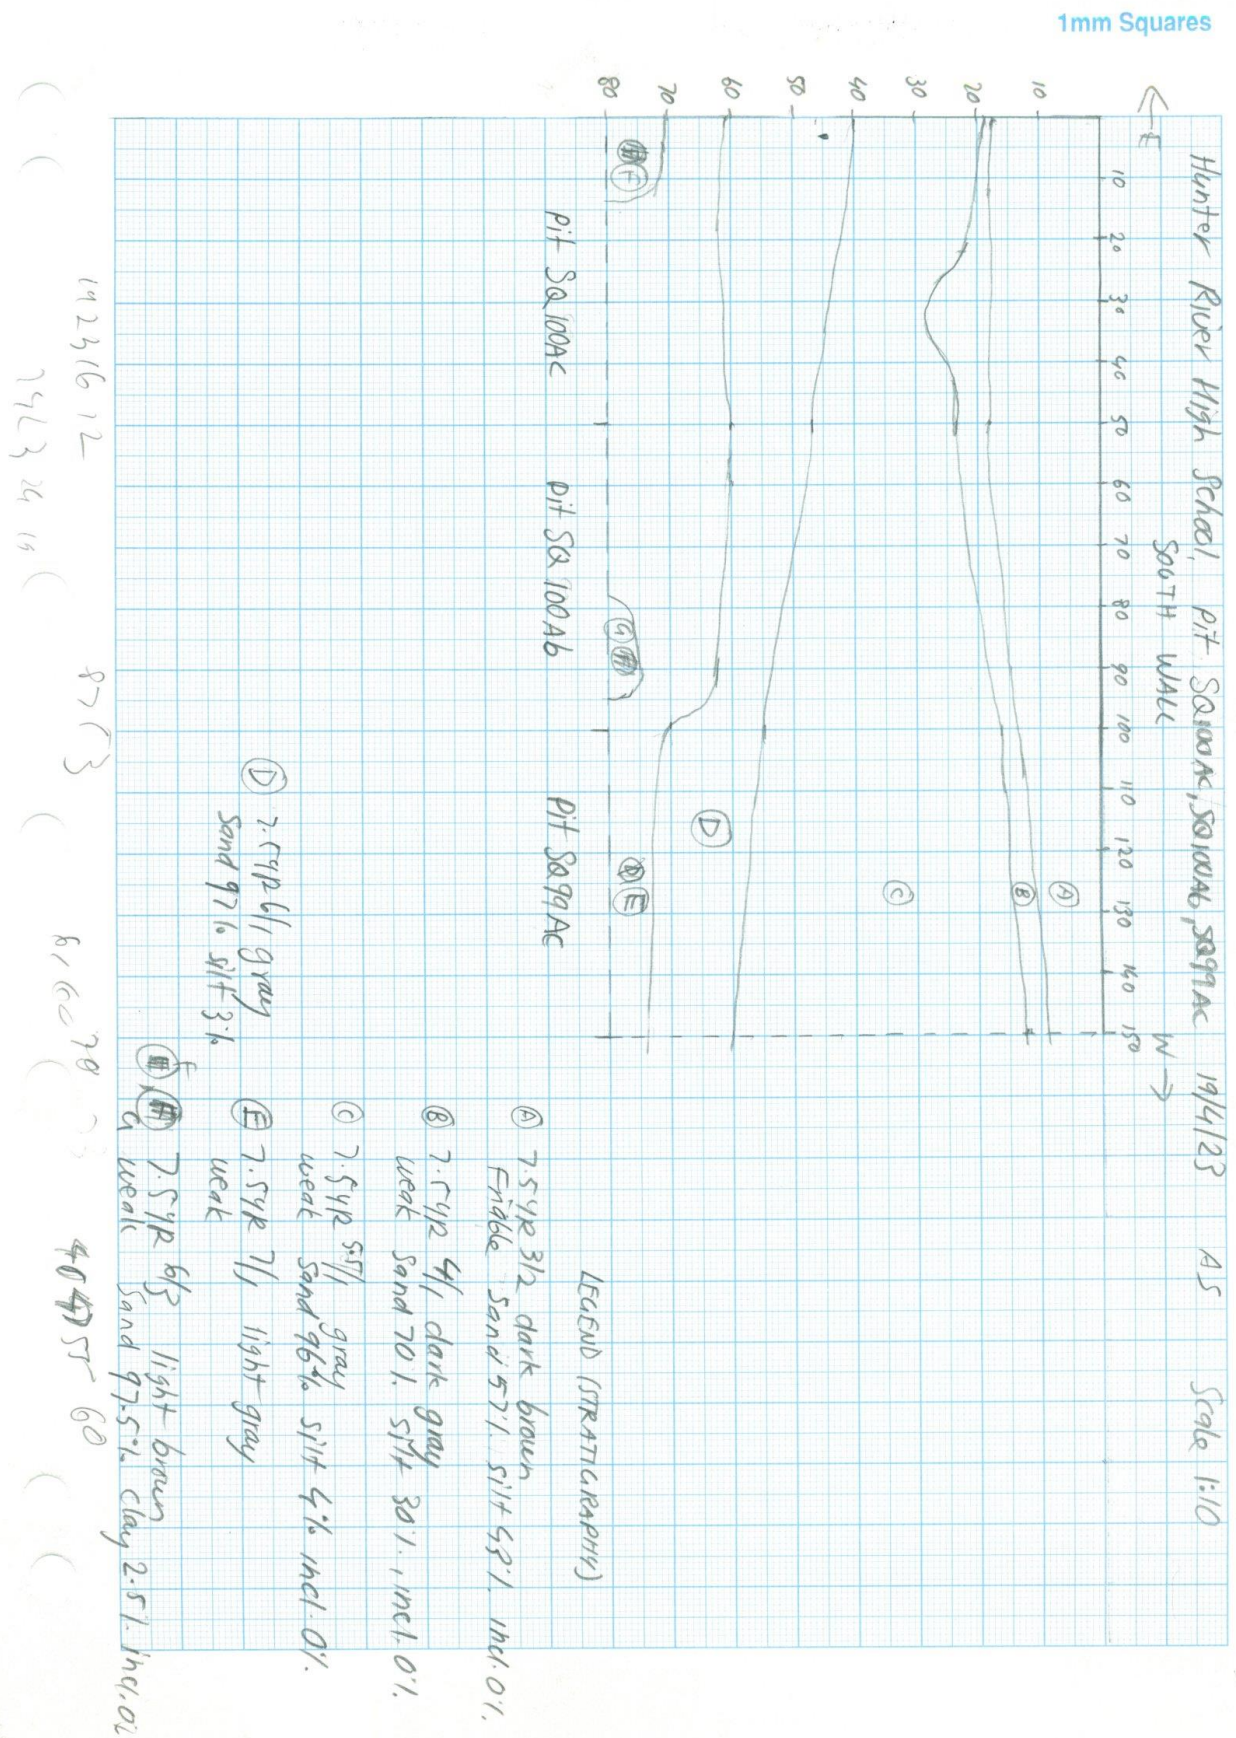 1mm Squares
Hunter River High School, Pit SQ100AC, SQ100Ab, SQ99AC 19/4/23 AS Scale 1:10
SOUTH WALL
← E
W →
10 20 30 40 50 60 70 80 90 100 110 120 130 140 150
10
20
30
40
50
60
70
80
A
B
C
D
E
F
G
Pit SQ100AC
Pit SQ100Ab
Pit SQ99AC
LEGEND (STRATIGRAPHY)
A 7.5YR 3/2 dark brown
Friable Sand 57% silt 43% incl. 0%
B 7.5YR 4/1 dark gray
weak Sand 70% silt 30%, incl. 0%
C 7.5YR 5.5/1 gray
weak Sand 96% silt 4% incl. 0%
D 7.5YR 6/1 gray
Sand 97% silt 3%
E 7.5YR 7/1 light gray
weak
F, G 7.5YR 6/3 light brown
weak Sand 97.5% clay 2.5% incl. 0%
55 60